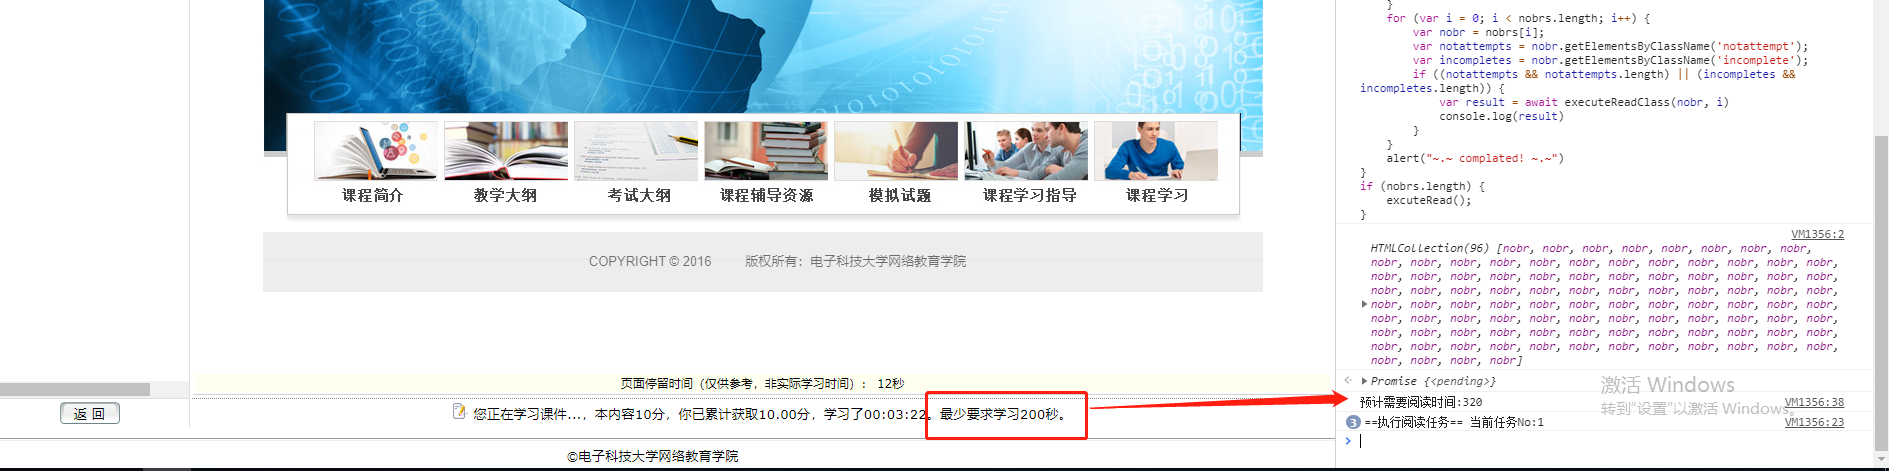 课程简介
教学大纲
考试大纲
课程辅导资源
模拟试题
课程学习指导
课程学习
COPYRIGHT © 2016 版权所有：电子科技大学网络教育学院
页面停留时间（仅供参考，非实际学习时间）： 12秒
返 回
您正在学习课件...，本内容10分，你已累计获取10.00分，学习了00:03:22。最少要求学习200秒。
©电子科技大学网络教育学院
}
for (var i = 0; i < nobrs.length; i++) {
var nobr = nobrs[i];
var notattempts = nobr.getElementsByClassName('notattempt');
var incompletes = nobr.getElementsByClassName('incomplete');
if ((notattempts && notattempts.length) || (incompletes &&
incompletes.length)) {
var result = await executeReadClass(nobr, i)
console.log(result)
}
}
alert("~.~ complated! ~.~")
}
if (nobrs.length) {
excuteRead();
}
VM1356:2
HTMLCollection(96) [nobr, nobr, nobr, nobr, nobr, nobr, nobr, nobr,
nobr, nobr, nobr, nobr, nobr, nobr, nobr, nobr, nobr, nobr, nobr, nobr,
nobr, nobr, nobr, nobr, nobr, nobr, nobr, nobr, nobr, nobr, nobr, nobr,
nobr, nobr, nobr, nobr, nobr, nobr, nobr, nobr, nobr, nobr, nobr, nobr,
nobr, nobr, nobr, nobr, nobr, nobr, nobr, nobr, nobr, nobr, nobr, nobr,
nobr, nobr, nobr, nobr, nobr, nobr, nobr, nobr, nobr, nobr, nobr, nobr,
nobr, nobr, nobr, nobr, nobr, nobr, nobr, nobr, nobr, nobr, nobr, nobr,
nobr, nobr, nobr, nobr, nobr, nobr, nobr, nobr, nobr, nobr, nobr, nobr,
nobr, nobr, nobr, nobr]
Promise {<pending>}
激活 Windows
转到"设置"以激活 Windows。
预计需要阅读时间:320 VM1356:38
3 ==执行阅读任务== 当前任务No:1 VM1356:23